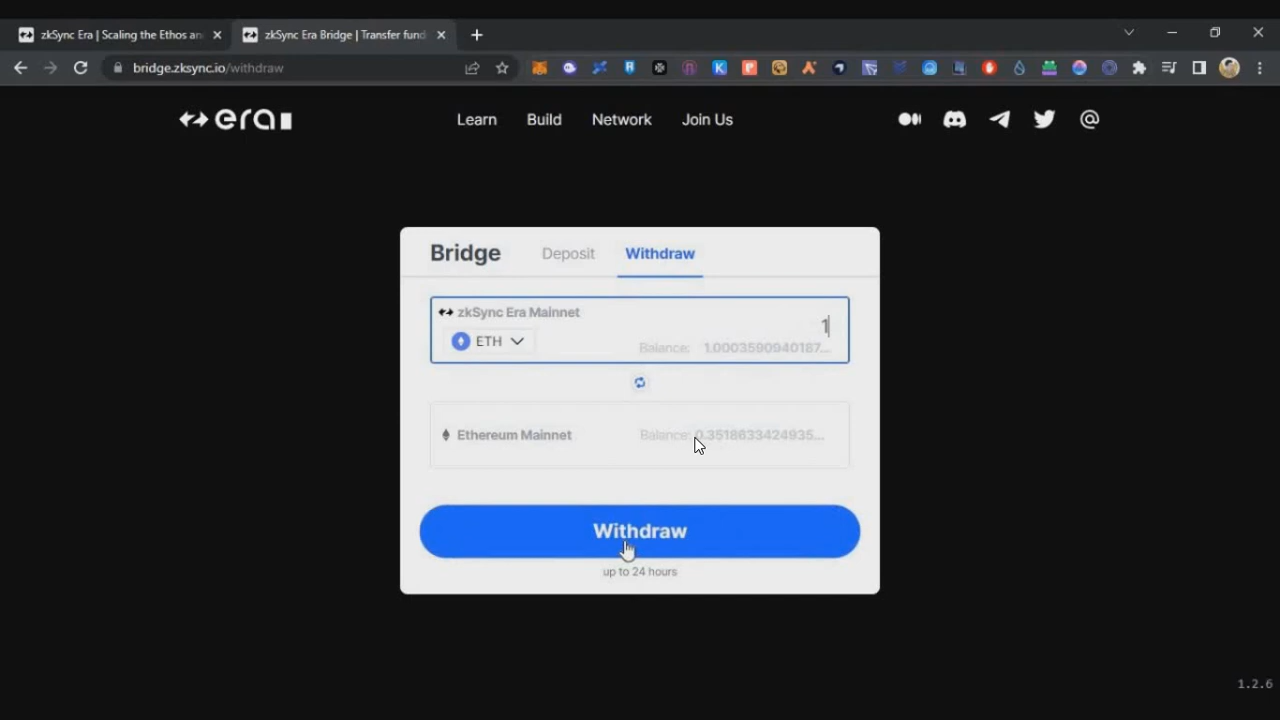 zkSync Era | Scaling the Ethos an
zkSync Era Bridge | Transfer fund
bridge.zksync.io/withdraw
era
Learn
Build
Network
Join Us
Bridge
Deposit
Withdraw
zkSync Era Mainnet
1
ETH
Balance: 1.0003590940187...
Ethereum Mainnet
Balance: 0.3518633424935...
Withdraw
up to 24 hours
1.2.6